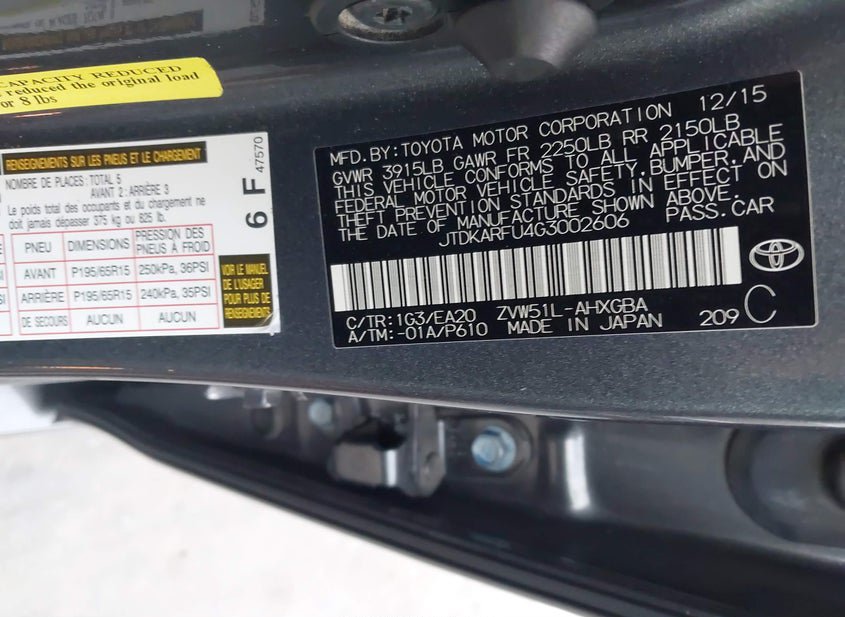 CAPACITY REDUCED
reduced the original load
or 8 lbs
RENSEIGNEMENTS SUR LES PNEUS ET LE CHARGEMENT
NOMBRE DE PLACES: TOTAL 5
AVANT 2: ARRIÈRE 3
Le poids total des occupants et du chargement ne
doit jamais dépasser 375 kg ou 825 lb.
PNEU DIMENSIONS PRESSION DES PNEUS À FROID
AVANT P195/65R15 250kPa, 36PSI
ARRIÈRE P195/65R15 240kPa, 35PSI
DE SECOURS AUCUN AUCUN
VOIR LE MANUEL
DE L'USAGER
POUR PLUS DE
RENSEIGNEMENTS
6 F 47570
MFD. BY: TOYOTA MOTOR CORPORATION 12/15
GVWR 3915LB GAWR FR 2250LB RR 2150LB
THIS VEHICLE CONFORMS TO ALL APPLICABLE
FEDERAL MOTOR VEHICLE SAFETY, BUMPER, AND
THEFT PREVENTION STANDARDS IN EFFECT ON
THE DATE OF MANUFACTURE SHOWN ABOVE.
JTDKARFU4G3002606 PASS. CAR
C/TR: 1G3/EA20 ZVW51L-AHXGBA
A/TM: -01A/P610 MADE IN JAPAN 209 C